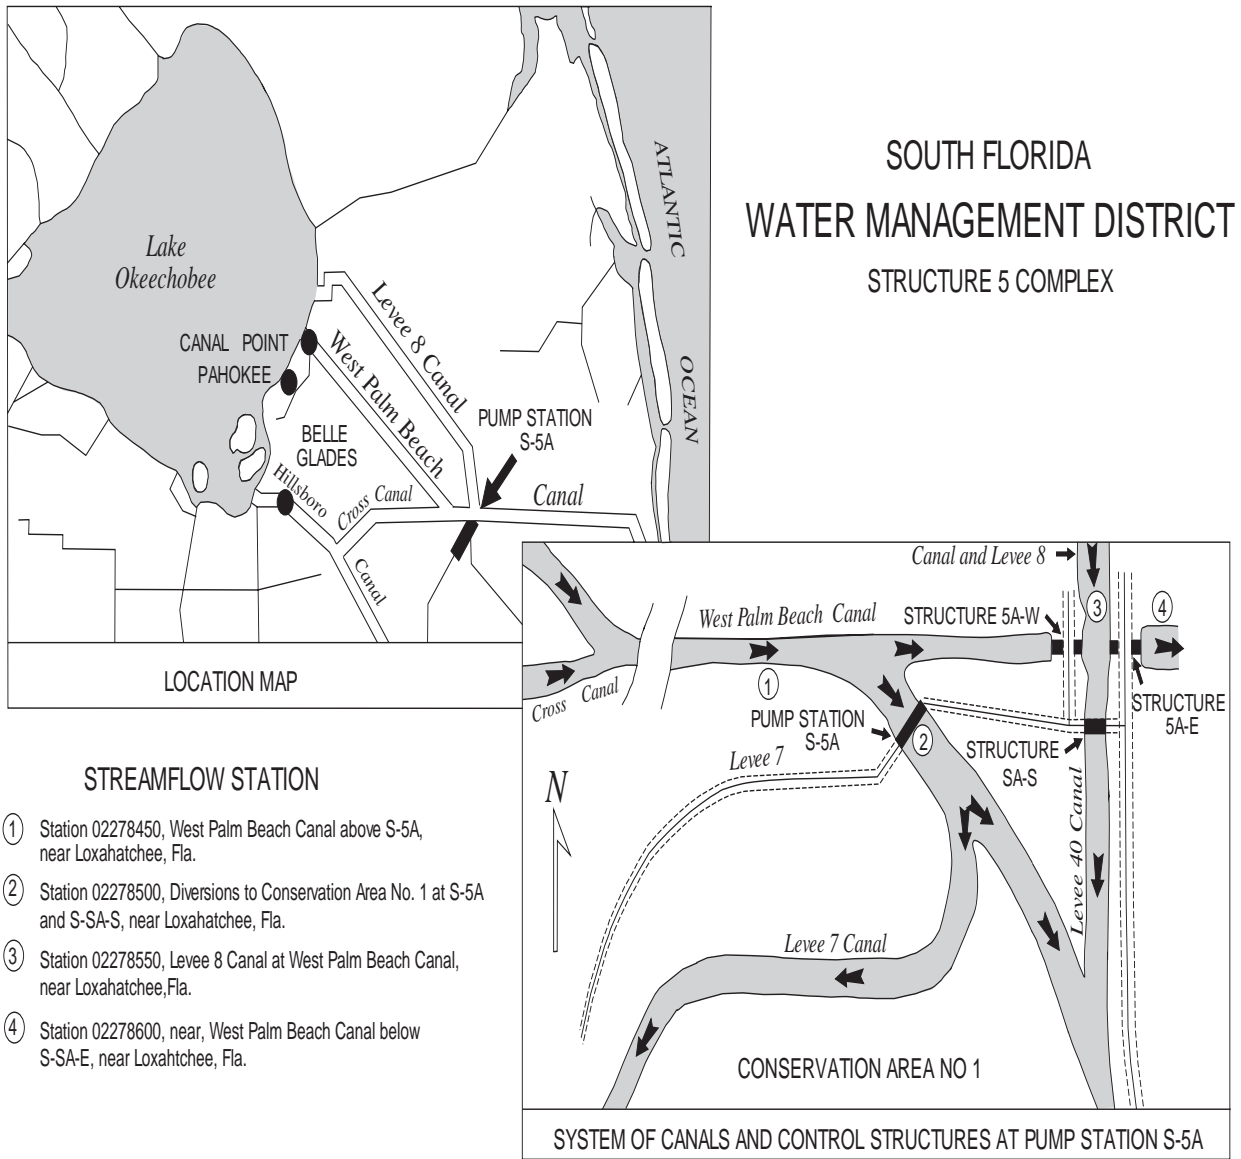 SOUTH FLORIDA
WATER MANAGEMENT DISTRICT
STRUCTURE 5 COMPLEX
Lake
Okeechobee
ATLANTIC
OCEAN
CANAL POINT
PAHOKEE
Levee 8 Canal
West Palm Beach
PUMP STATION
S-5A
BELLE
GLADES
Hillsboro
Cross Canal
Canal
Canal
LOCATION MAP
Canal and Levee 8
West Palm Beach Canal
STRUCTURE 5A-W
3
4
1
Cross Canal
PUMP STATION
S-5A
2
STRUCTURE
5A-E
STRUCTURE
SA-S
Levee 7
N
Levee 40 Canal
Levee 7 Canal
CONSERVATION AREA NO 1
SYSTEM OF CANALS AND CONTROL STRUCTURES AT PUMP STATION S-5A
STREAMFLOW STATION
1 Station 02278450, West Palm Beach Canal above S-5A,
near Loxahatchee, Fla.
2 Station 02278500, Diversions to Conservation Area No. 1 at S-5A
and S-SA-S, near Loxahatchee, Fla.
3 Station 02278550, Levee 8 Canal at West Palm Beach Canal,
near Loxahatchee,Fla.
4 Station 02278600, near, West Palm Beach Canal below
S-SA-E, near Loxahtchee, Fla.